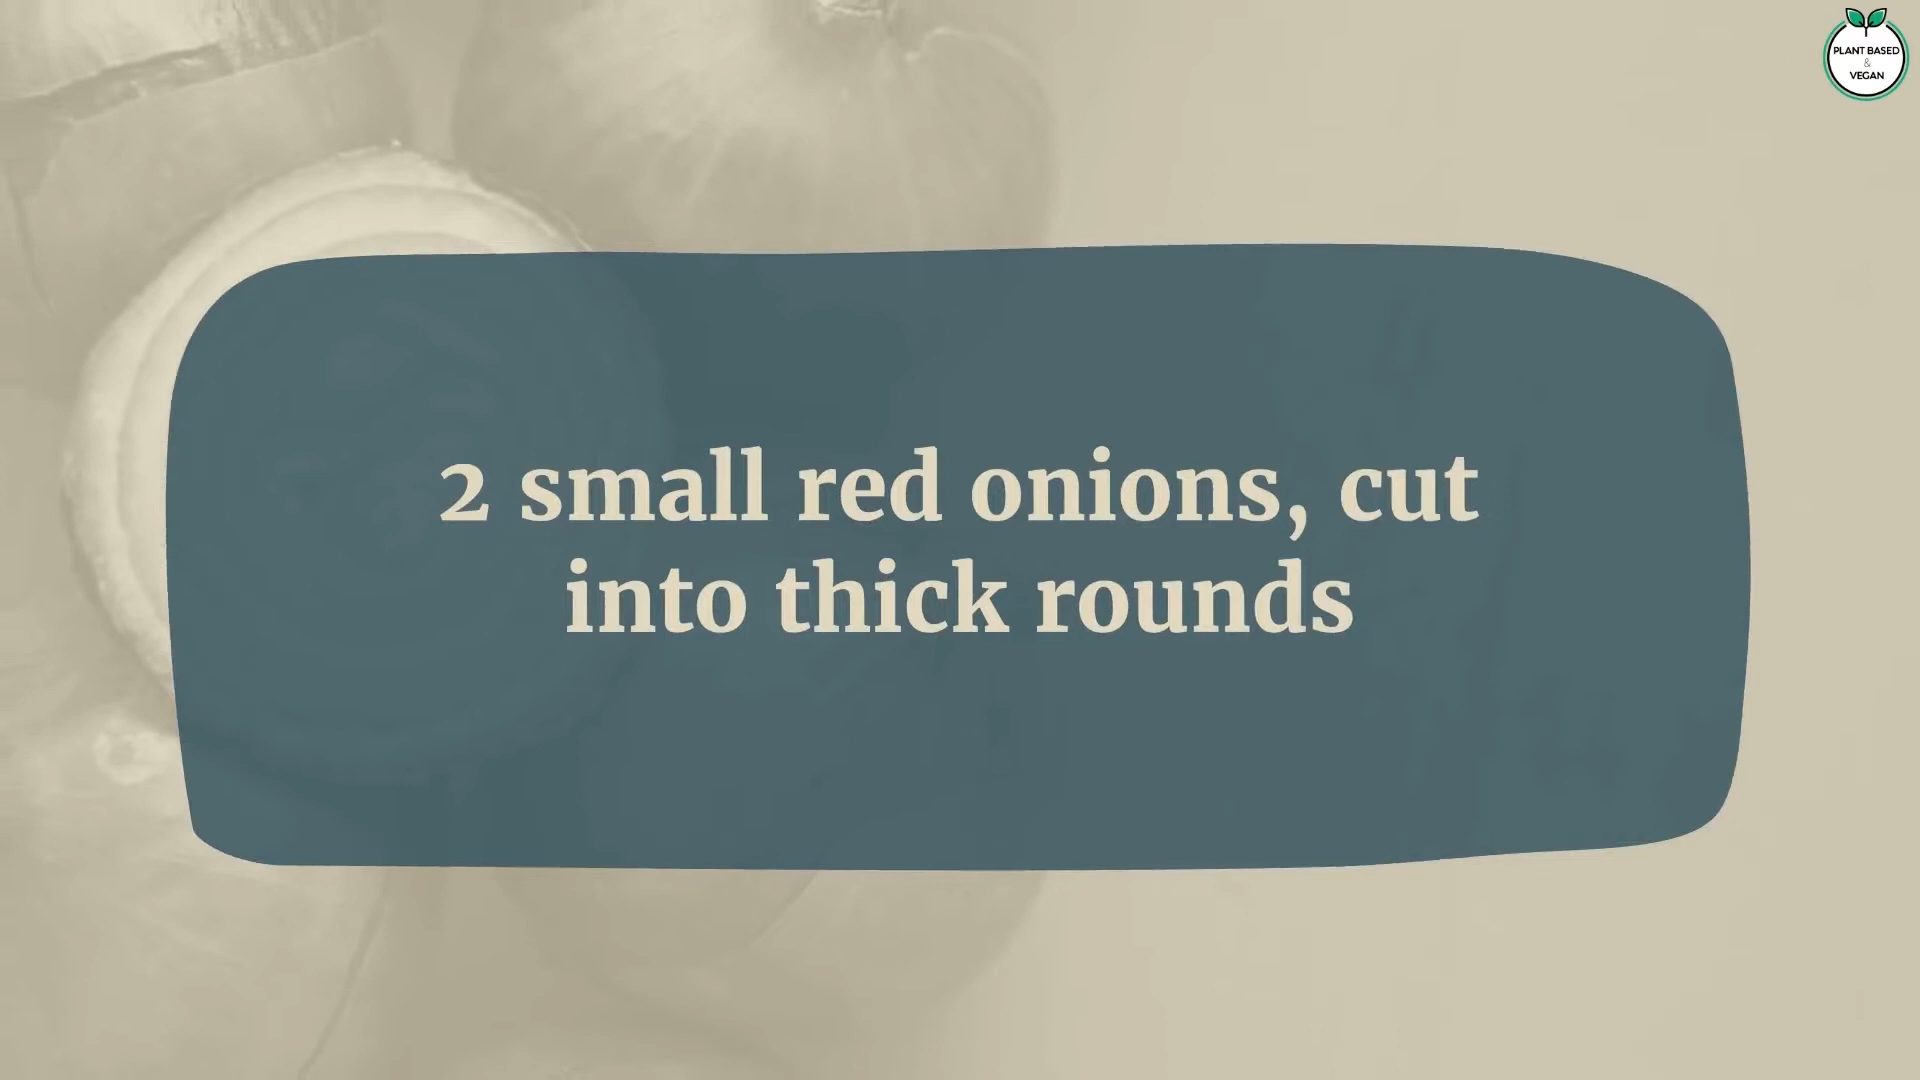 PLANT BASED
&
VEGAN
2 small red onions, cut
into thick rounds